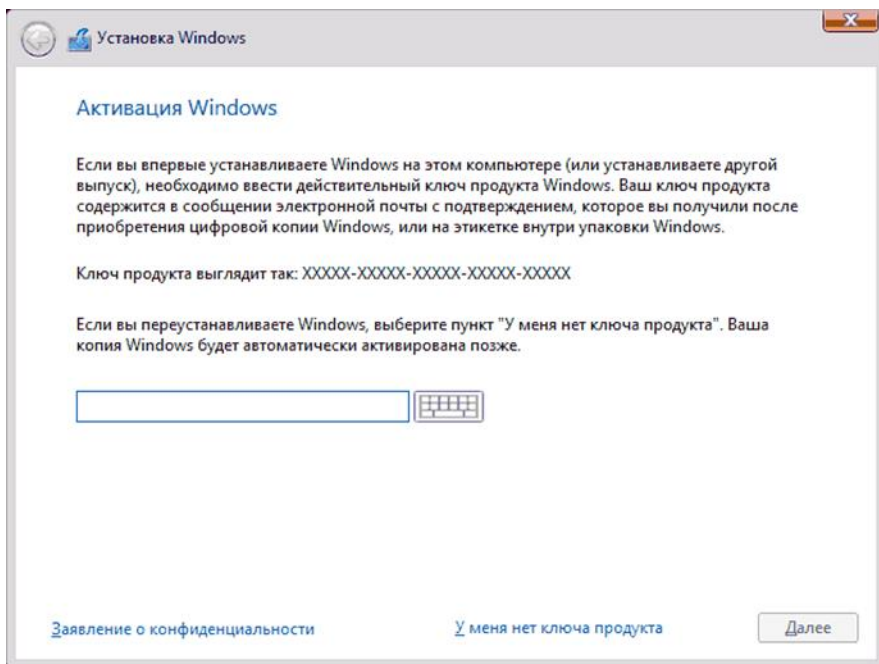 Установка Windows
Активация Windows
Если вы впервые устанавливаете Windows на этом компьютере (или устанавливаете другой
выпуск), необходимо ввести действительный ключ продукта Windows. Ваш ключ продукта
содержится в сообщении электронной почты с подтверждением, которое вы получили после
приобретения цифровой копии Windows, или на этикетке внутри упаковки Windows.
Ключ продукта выглядит так: XXXXX-XXXXX-XXXXX-XXXXX-XXXXX
Если вы переустанавливаете Windows, выберите пункт "У меня нет ключа продукта". Ваша
копия Windows будет автоматически активирована позже.
Заявление о конфиденциальности
У меня нет ключа продукта
Далее